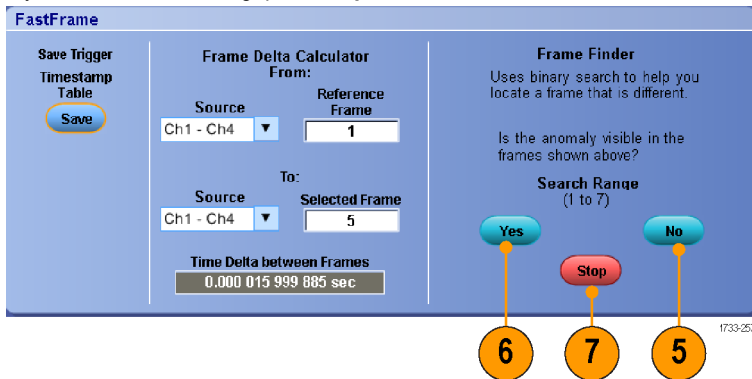 FastFrame
Save Trigger
Timestamp
Table
Save
Frame Delta Calculator
From:
Source
Reference
Frame
Ch1 - Ch4
1
To:
Source
Selected Frame
Ch1 - Ch4
5
Time Delta between Frames
0.000 015 999 885 sec
Frame Finder
Uses binary search to help you
locate a frame that is different.
Is the anomaly visible in the
frames shown above?
Search Range
(1 to 7)
Yes
No
Stop
6
7
5